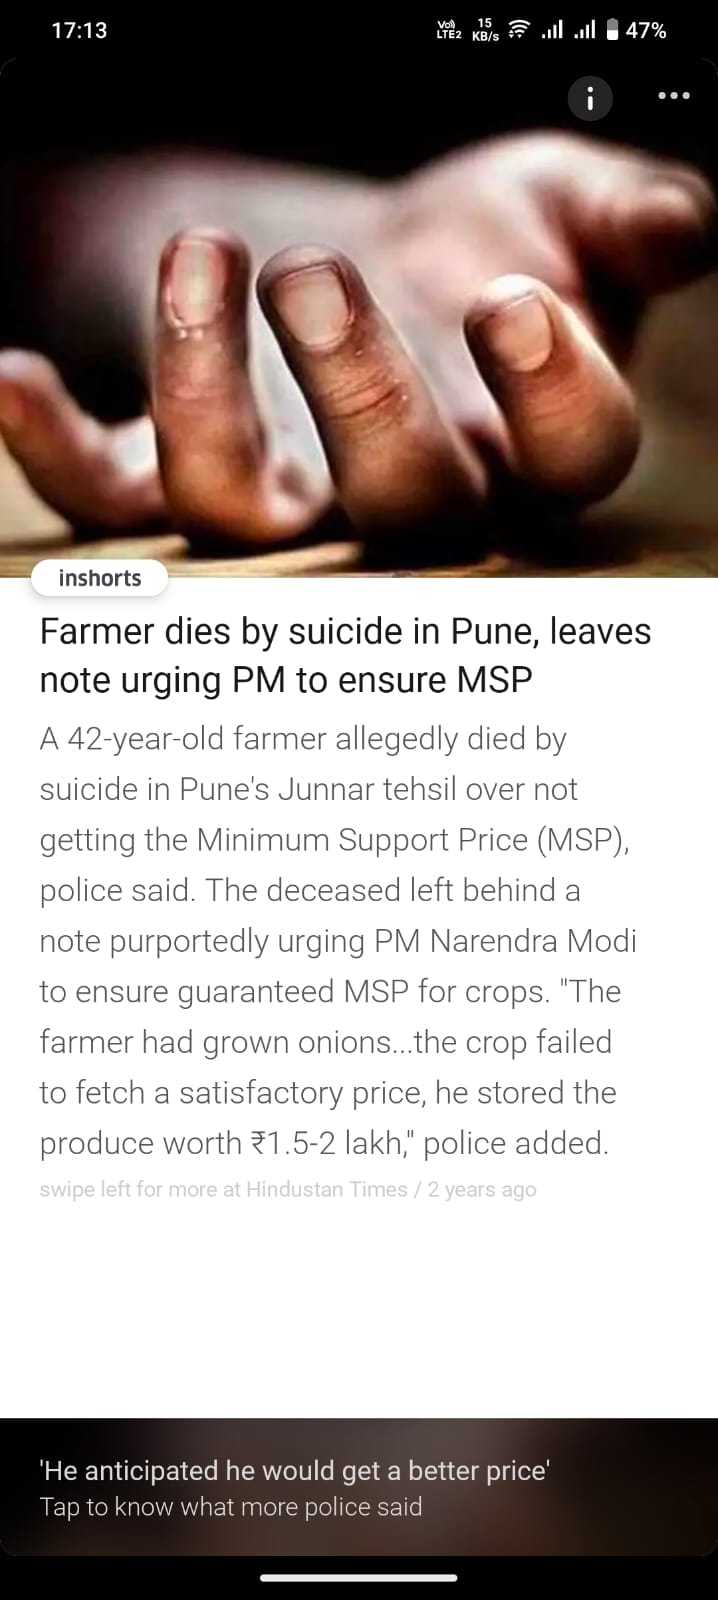 17:13
Vo) LTE2 15 KB/s 47%
inshorts
Farmer dies by suicide in Pune, leaves
note urging PM to ensure MSP
A 42-year-old farmer allegedly died by
suicide in Pune's Junnar tehsil over not
getting the Minimum Support Price (MSP),
police said. The deceased left behind a
note purportedly urging PM Narendra Modi
to ensure guaranteed MSP for crops. "The
farmer had grown onions...the crop failed
to fetch a satisfactory price, he stored the
produce worth ₹1.5-2 lakh," police added.
swipe left for more at Hindustan Times / 2 years ago
'He anticipated he would get a better price'
Tap to know what more police said